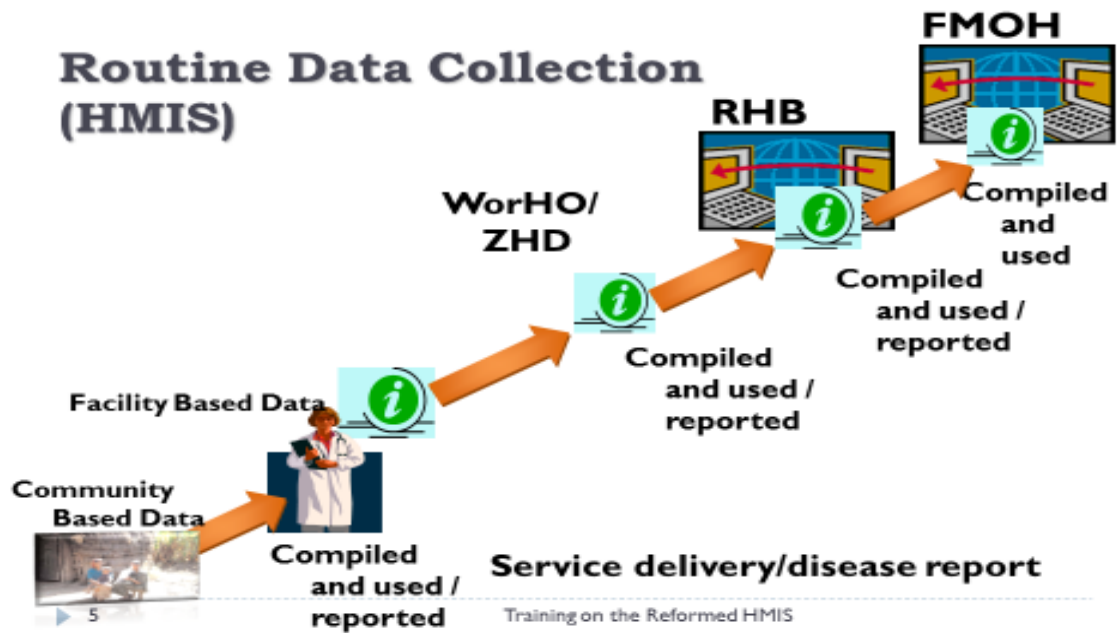 Routine Data Collection
(HMIS)
FMOH
Compiled
and
used
RHB
Compiled
and used /
reported
WorHO/
ZHD
Compiled
and used /
reported
Facility Based Data
Community
Based Data
Compiled
and used /
reported
Service delivery/disease report
5
Training on the Reformed HMIS